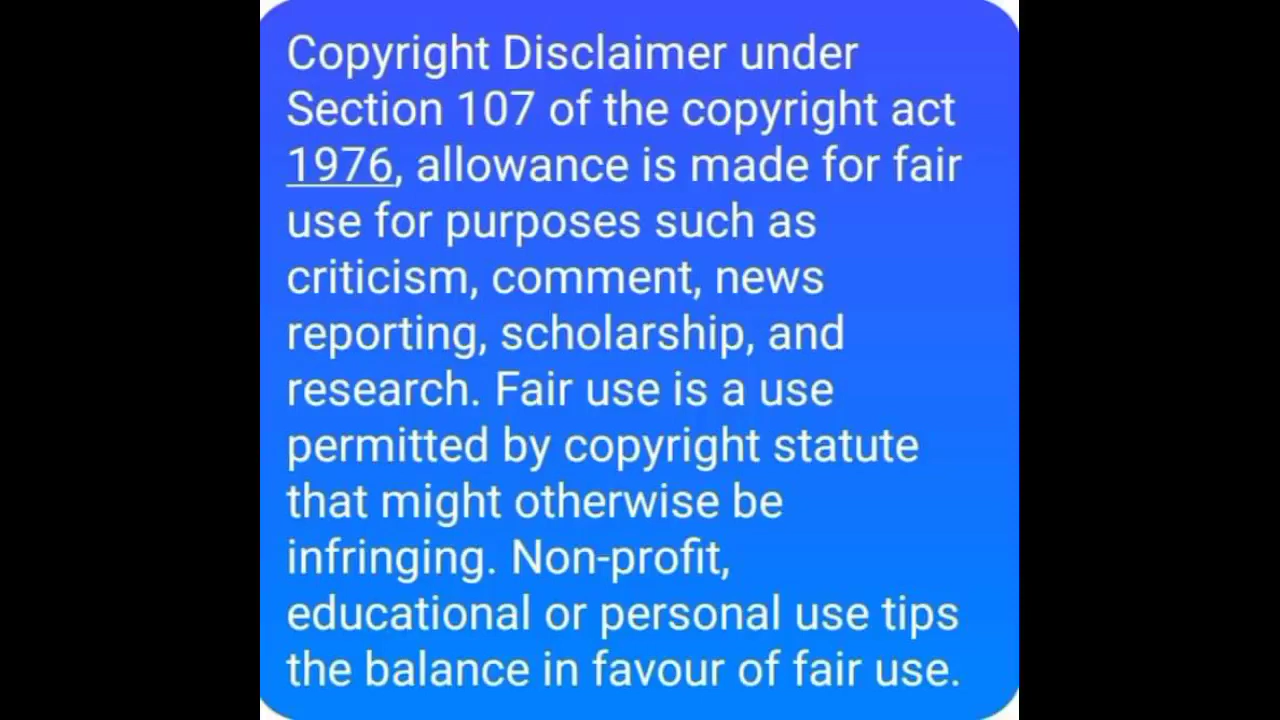 Copyright Disclaimer under
Section 107 of the copyright act
1976, allowance is made for fair
use for purposes such as
criticism, comment, news
reporting, scholarship, and
research. Fair use is a use
permitted by copyright statute
that might otherwise be
infringing. Non-profit,
educational or personal use tips
the balance in favour of fair use.